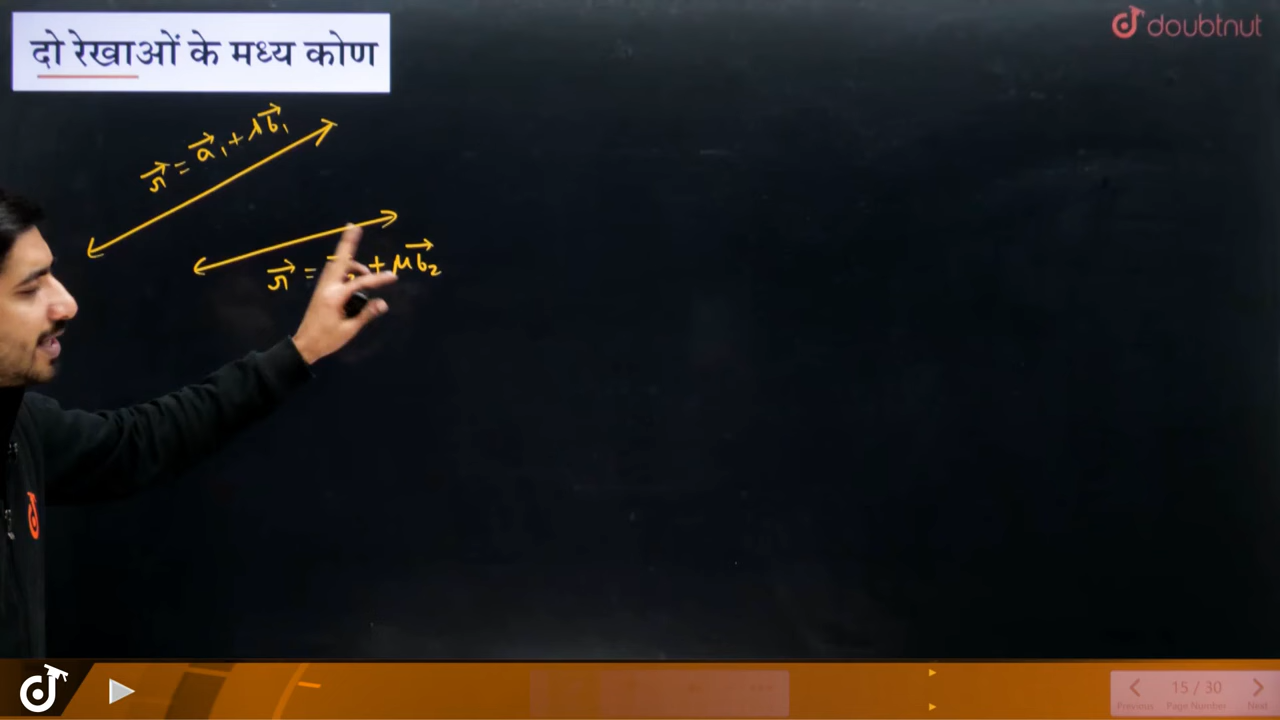 दो रेखाओं के मध्य कोण
doubtnut
r⃗ = a⃗₁ + λb⃗₁
r⃗ = + μb⃗₂
15 / 30
Previous Page Number Next